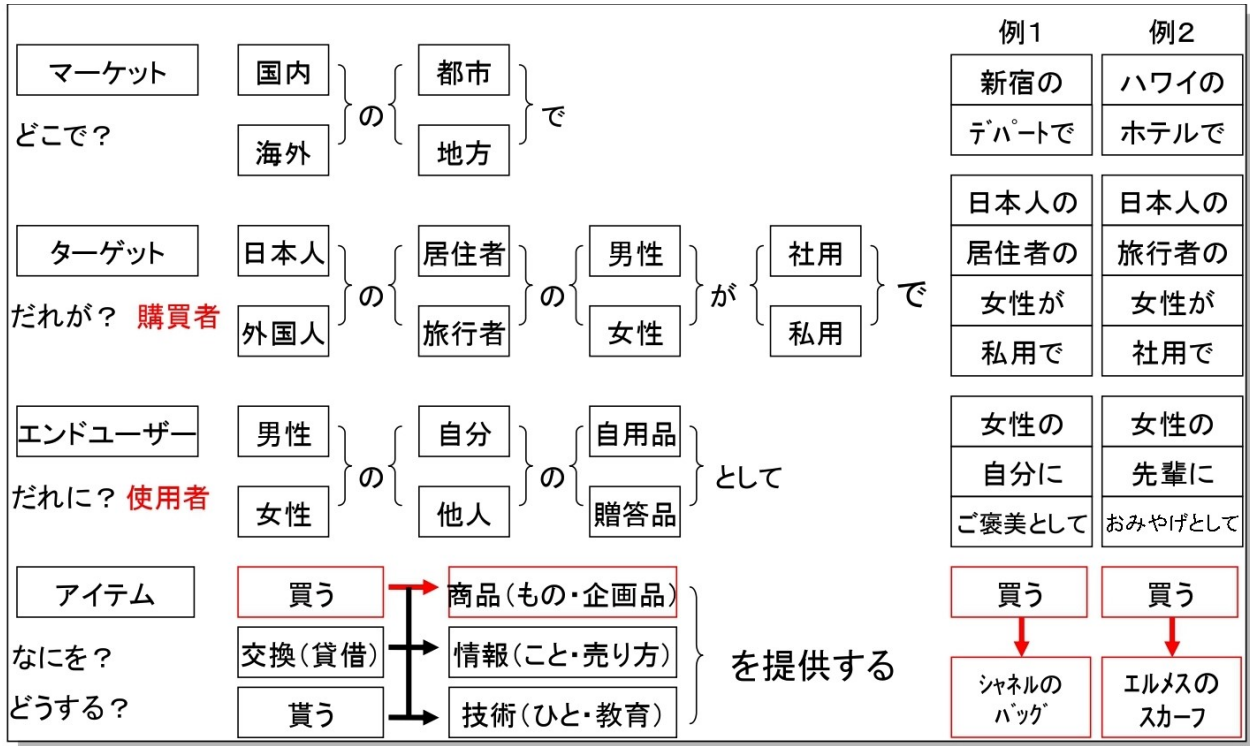 例1 例2
マーケット 国内 都市 新宿の ハワイの
の で
どこで? 海外 地方 デパートで ホテルで
日本人の 日本人の
ターゲット 日本人 居住者 男性 社用 居住者の 旅行者の
の の が で
だれが? 購買者 外国人 旅行者 女性 私用 女性が 女性が
私用で 社用で
エンドユーザー 男性 自分 自用品 女性の 女性の
の の として 自分に 先輩に
だれに? 使用者 女性 他人 贈答品 ご褒美として おみやげとして
アイテム 買う 商品(もの・企画品) 買う 買う
なにを? 交換(貸借) 情報(こと・売り方) を提供する
どうする? 貰う 技術(ひと・教育) シャネルの エルメスの
バッグ スカーフ